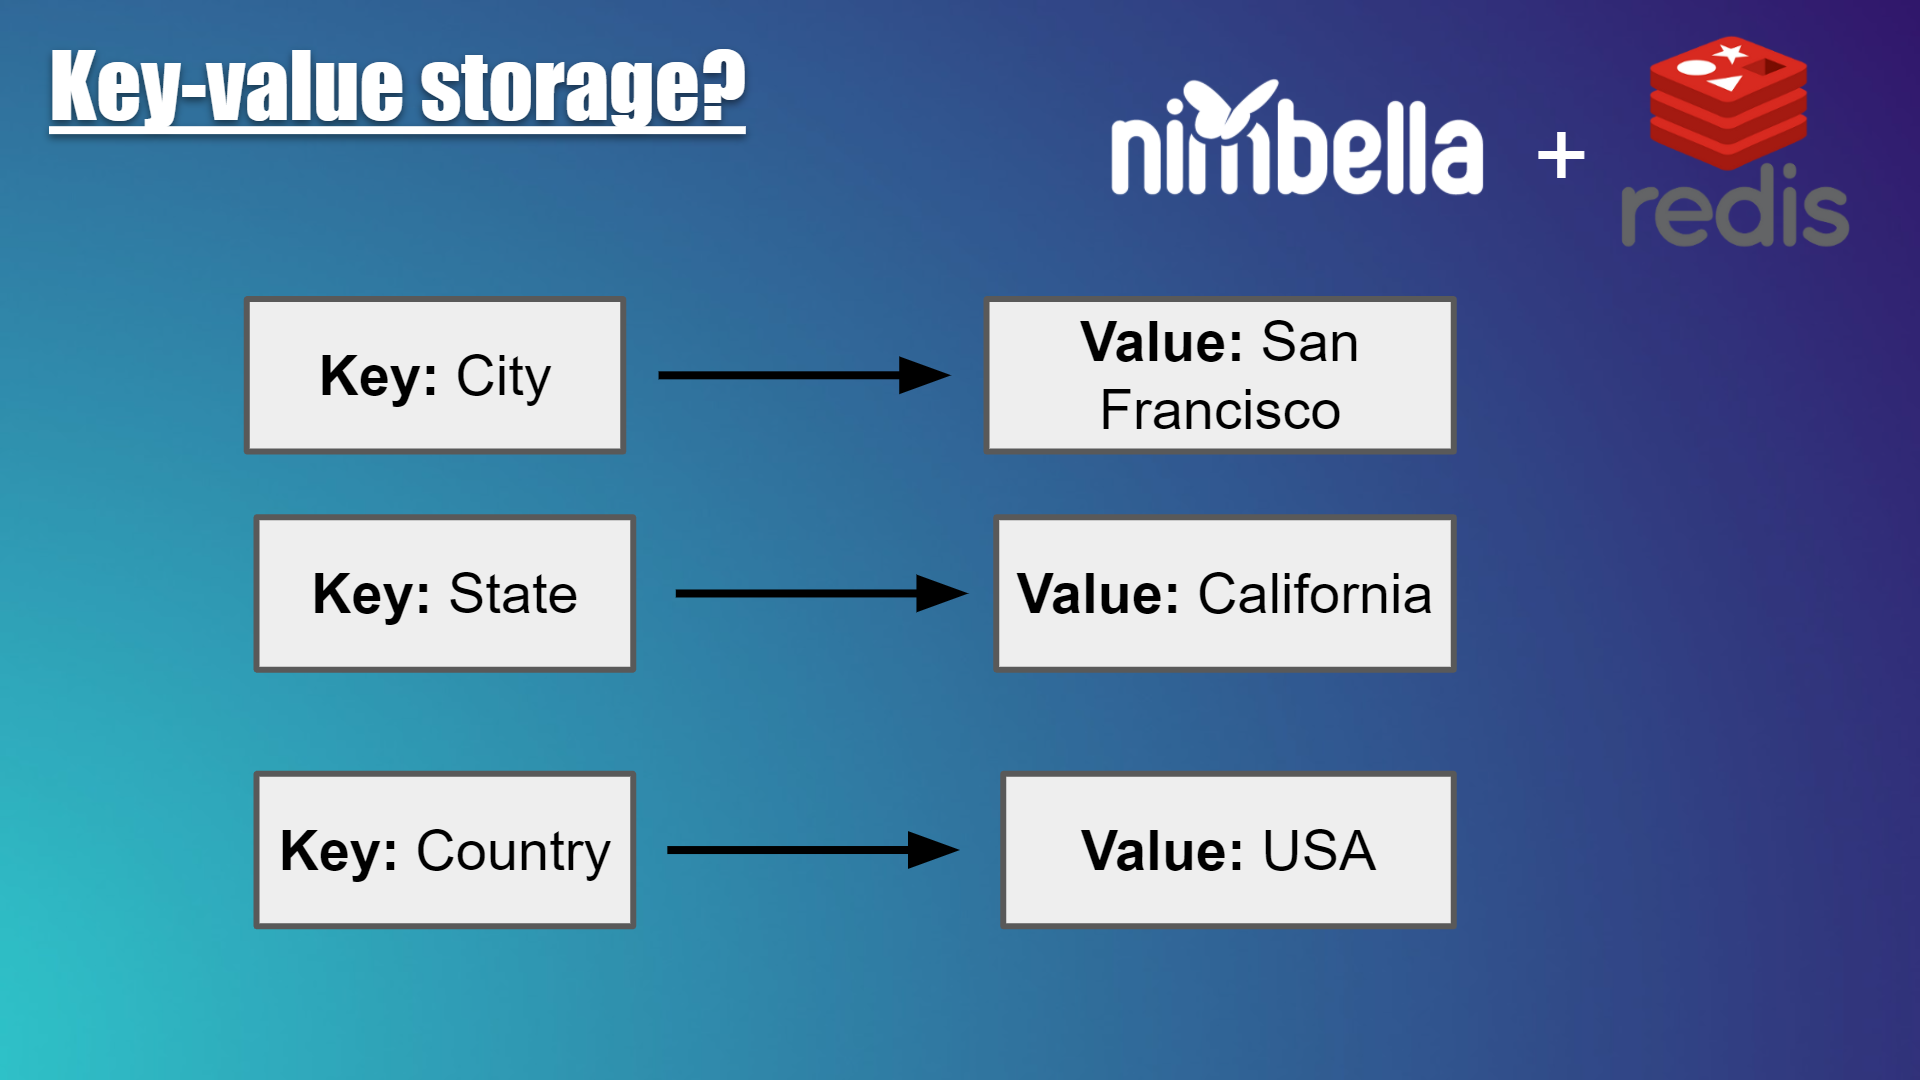 Key-value storage?
nimbella + redis
Key: City
Value: San
Francisco
Key: State
Value: California
Key: Country
Value: USA